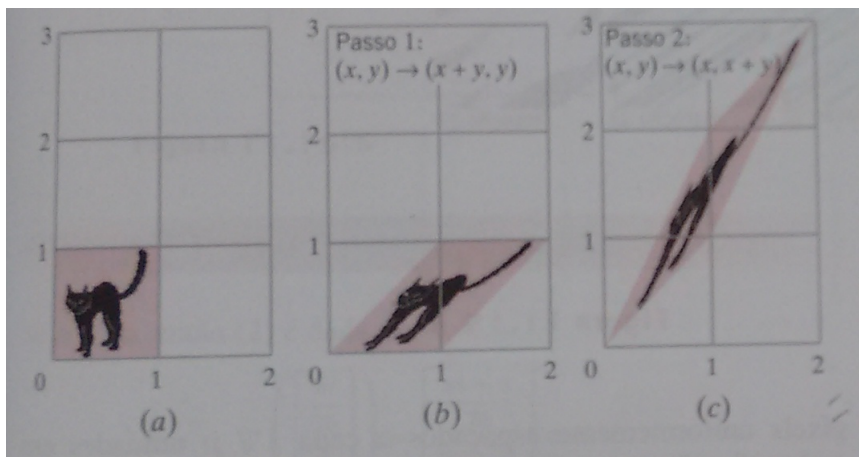 3
2
1
0
1
2
(a)
3
Passo 1:
(x, y) → (x + y, y)
2
1
0
1
2
(b)
3
Passo 2:
(x, y) → (x, x + y)
2
1
0
1
2
(c)